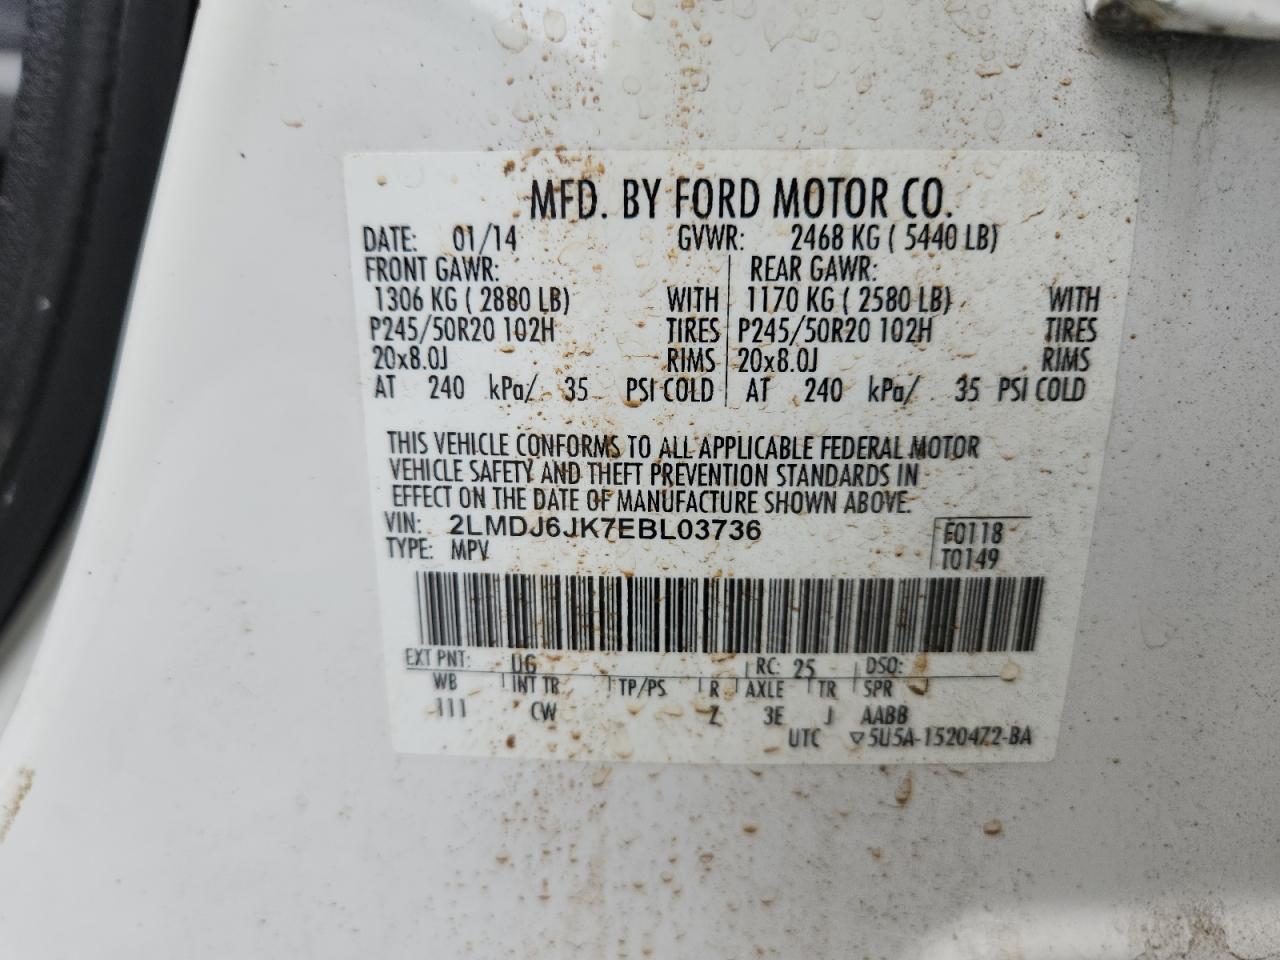 MFD. BY FORD MOTOR CO.
DATE: 01/14 GVWR: 2468 KG ( 5440 LB)
FRONT GAWR: REAR GAWR:
1306 KG ( 2880 LB) WITH 1170 KG ( 2580 LB) WITH
P245/50R20 102H TIRES P245/50R20 102H TIRES
20x8.0J RIMS 20x8.0J RIMS
AT 240 kPa/ 35 PSI COLD AT 240 kPa/ 35 PSI COLD
THIS VEHICLE CONFORMS TO ALL APPLICABLE FEDERAL MOTOR
VEHICLE SAFETY AND THEFT PREVENTION STANDARDS IN
EFFECT ON THE DATE OF MANUFACTURE SHOWN ABOVE.
VIN: 2LMDJ6JK7EBL03736 F0118
TYPE: MPV T0149
EXT PNT: UG RC: 25 DSO:
WB INT TR TP/PS R AXLE TR SPR
111 CW Z 3E J AABB
UTC ▽5U5A-1520472-BA